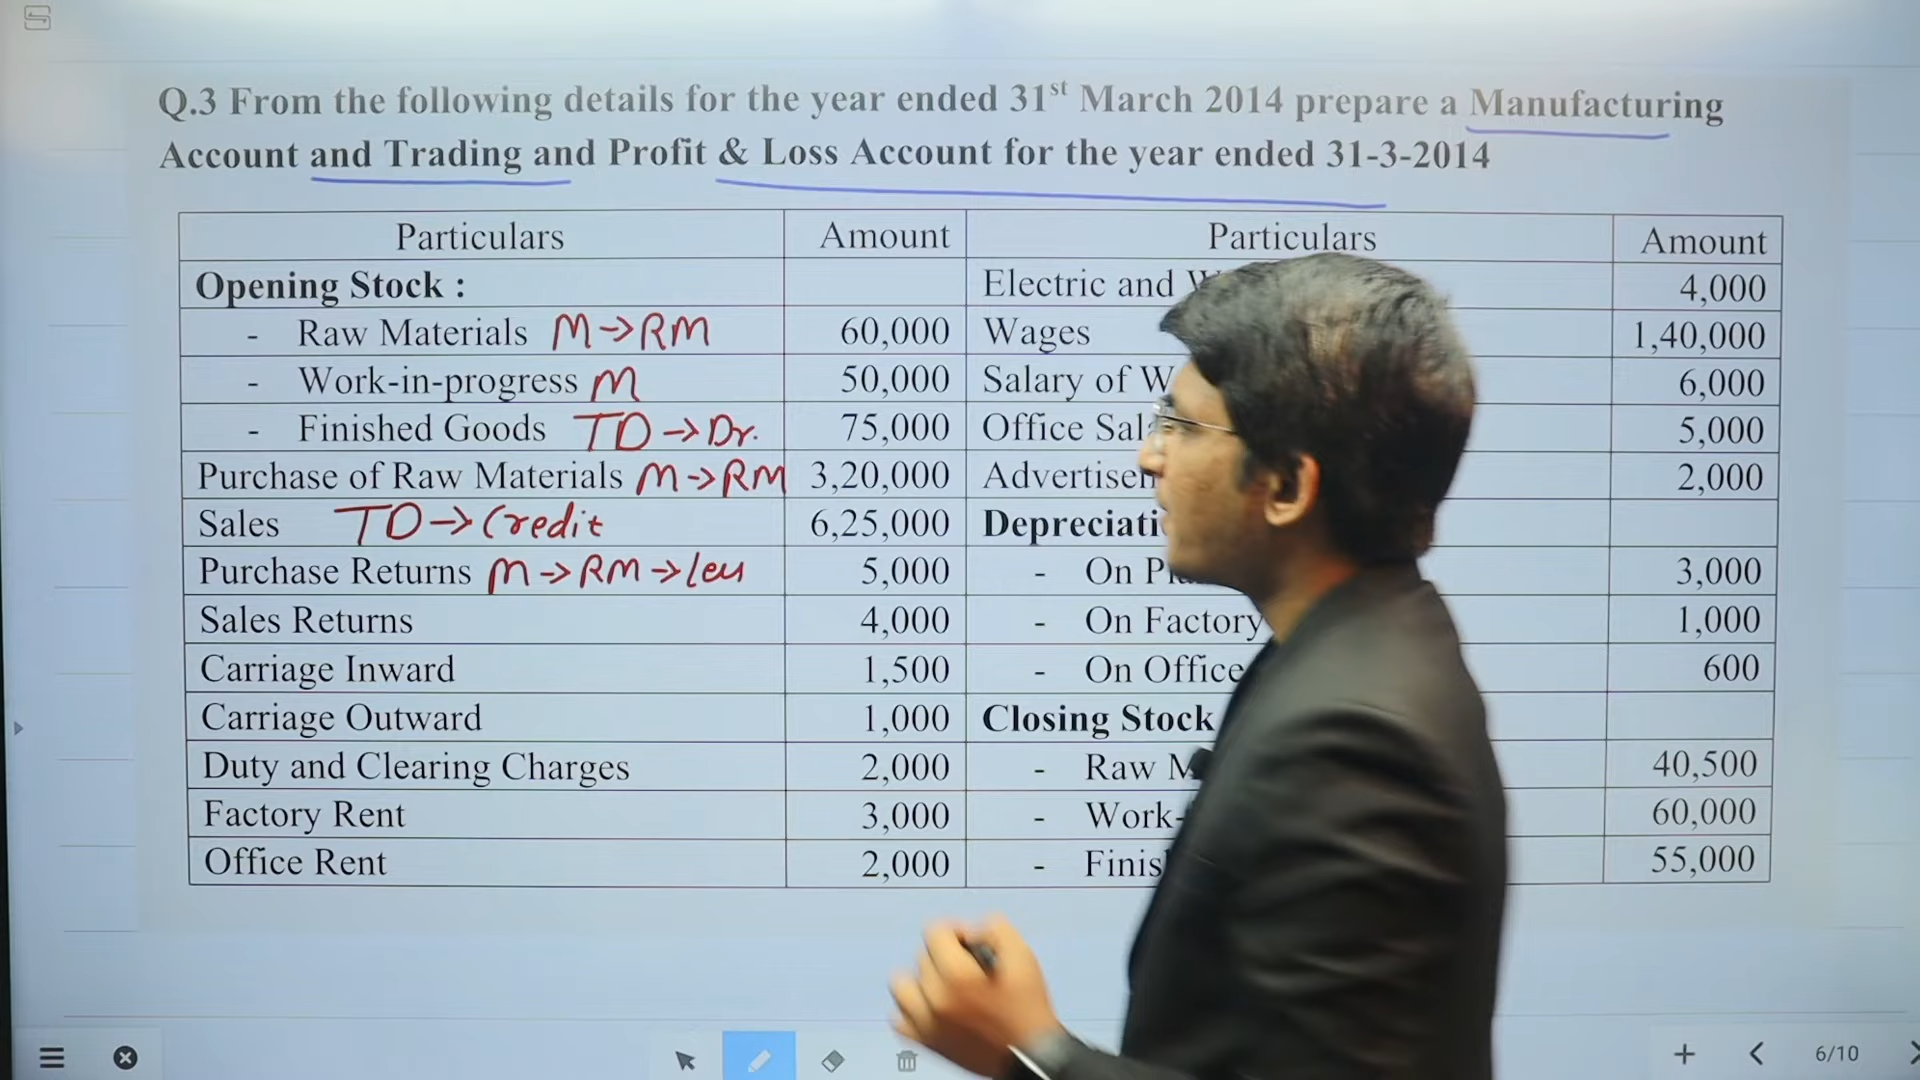 Q.3 From the following details for the year ended 31st March 2014 prepare a Manufacturing
Account and Trading and Profit & Loss Account for the year ended 31-3-2014
Particulars Amount Particulars Amount
Opening Stock : Electric and 4,000
- Raw Materials M→RM 60,000 Wages 1,40,000
- Work-in-progress M 50,000 Salary of 6,000
- Finished Goods TD→Dr. 75,000 Office 5,000
Purchase of Raw Materials M→RM 3,20,000 2,000
Sales TD→Credit 6,25,000
Purchase Returns M→RM→Less 5,000 - On 3,000
Sales Returns 4,000 - On Factory 1,000
Carriage Inward 1,500 - On Office 600
Carriage Outward 1,000 Closing Stock
Duty and Clearing Charges 2,000 - Raw 40,500
Factory Rent 3,000 - Work- 60,000
Office Rent 2,000 - 55,000
6/10